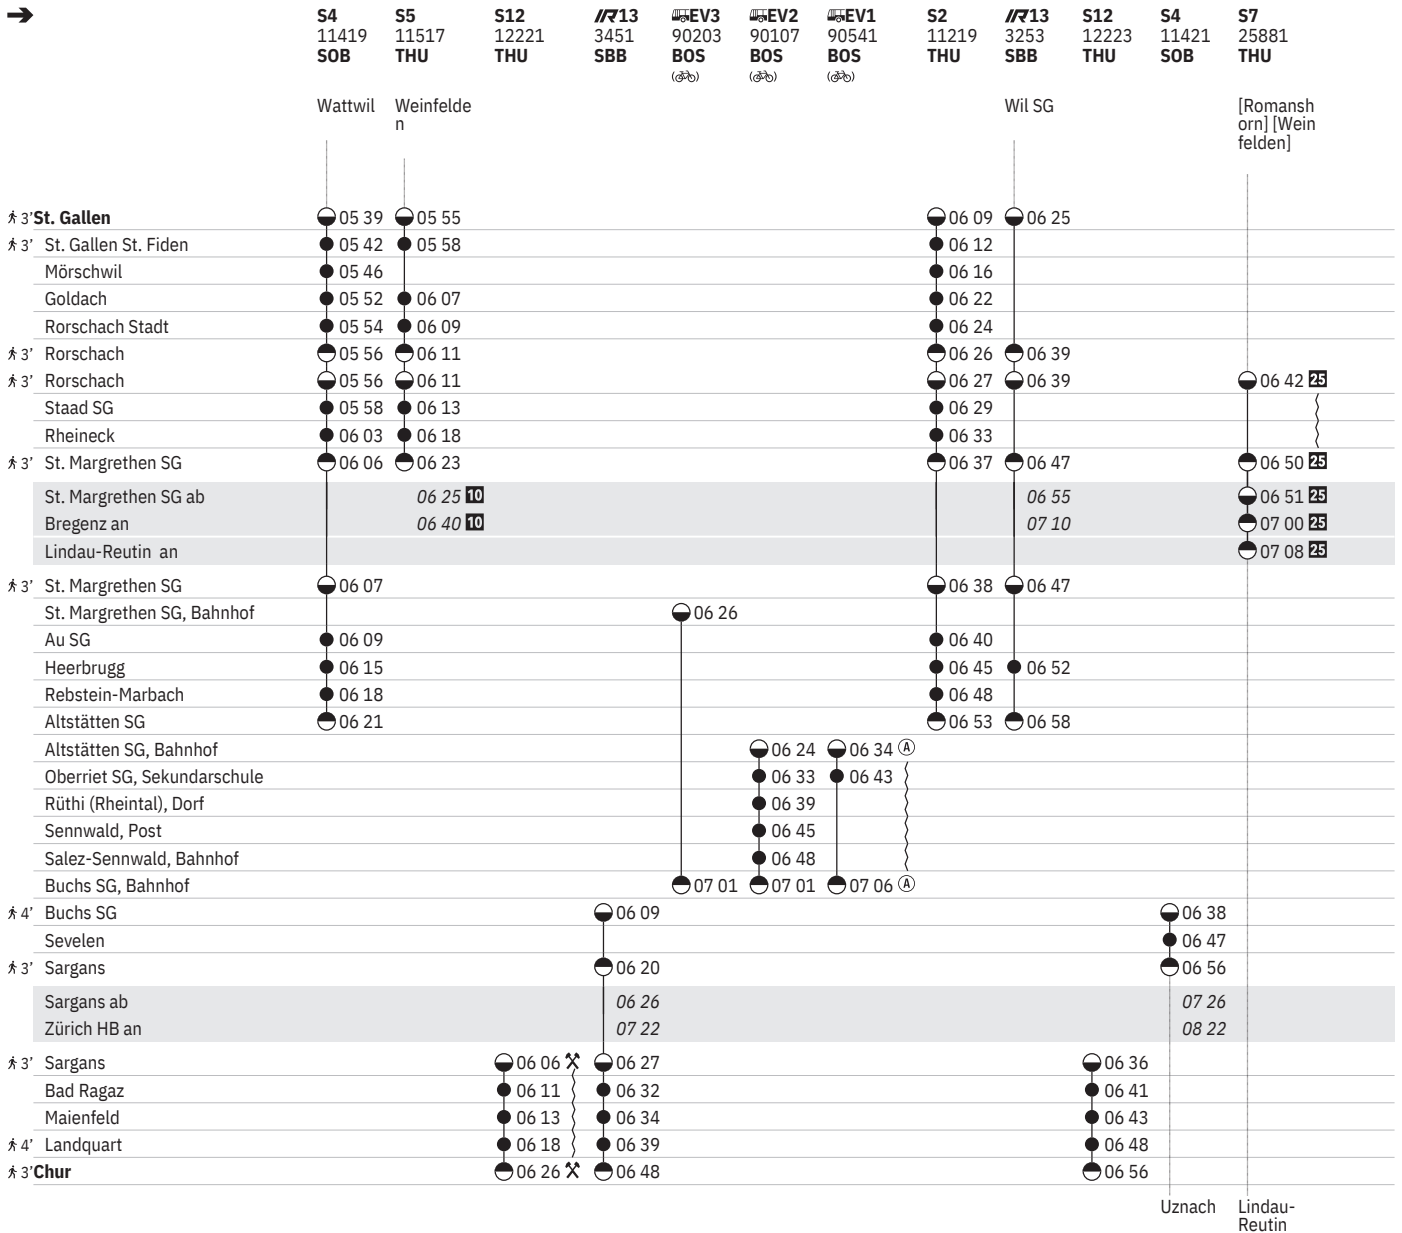 S4 S5 S12 IR13 EV3 EV2 EV1 S2 IR13 S12 S4 S7
11419 11517 12221 3451 90203 90107 90541 11219 3253 12223 11421 25881
SOB THU THU SBB BOS BOS BOS THU SBB THU SOB THU
Wattwil Weinfelde Wil SG [Romansh
n orn] [Wein
felden]
3' St. Gallen 05 39 05 55 06 09 06 25
3' St. Gallen St. Fiden 05 42 05 58 06 12
Mörschwil 05 46 06 16
Goldach 05 52 06 07 06 22
Rorschach Stadt 05 54 06 09 06 24
3' Rorschach 05 56 06 11 06 26 06 39
3' Rorschach 05 56 06 11 06 27 06 39 06 42 25
Staad SG 05 58 06 13 06 29
Rheineck 06 03 06 18 06 33
3' St. Margrethen SG 06 06 06 23 06 37 06 47 06 50 25
St. Margrethen SG ab 06 25 10 06 55 06 51 25
Bregenz an 06 40 10 07 10 07 00 25
Lindau-Reutin an 07 08 25
3' St. Margrethen SG 06 07 06 38 06 47
St. Margrethen SG, Bahnhof 06 26
Au SG 06 09 06 40
Heerbrugg 06 15 06 45 06 52
Rebstein-Marbach 06 18 06 48
Altstätten SG 06 21 06 53 06 58
Altstätten SG, Bahnhof 06 24 06 34 A
Oberriet SG, Sekundarschule 06 33 06 43
Rüthi (Rheintal), Dorf 06 39
Sennwald, Post 06 45
Salez-Sennwald, Bahnhof 06 48
Buchs SG, Bahnhof 07 01 07 01 07 06 A
4' Buchs SG 06 09 06 38
Sevelen 06 47
3' Sargans 06 20 06 56
Sargans ab 06 26 07 26
Zürich HB an 07 22 08 22
3' Sargans 06 06 06 27 06 36
Bad Ragaz 06 11 06 32 06 41
Maienfeld 06 13 06 34 06 43
4' Landquart 06 18 06 39 06 48
3' Chur 06 26 06 48 06 56
Uznach Lindau-
Reutin